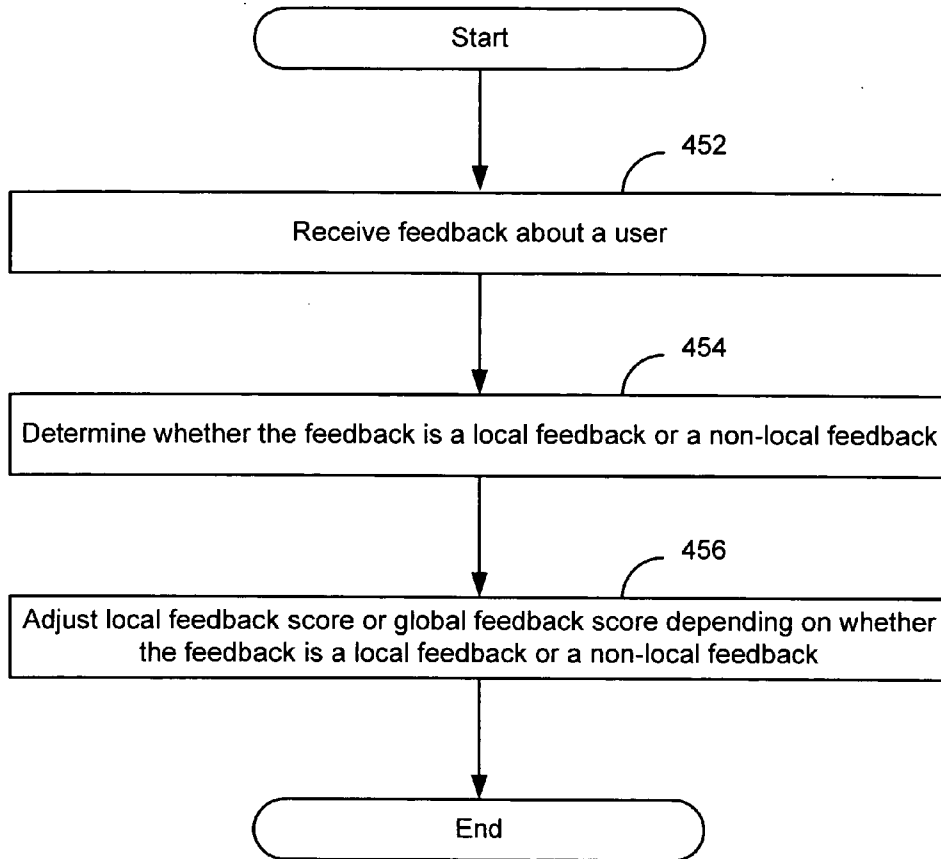 Start
452
Receive feedback about a user
454
Determine whether the feedback is a local feedback or a non-local feedback
456
Adjust local feedback score or global feedback score depending on whether
the feedback is a local feedback or a non-local feedback
End